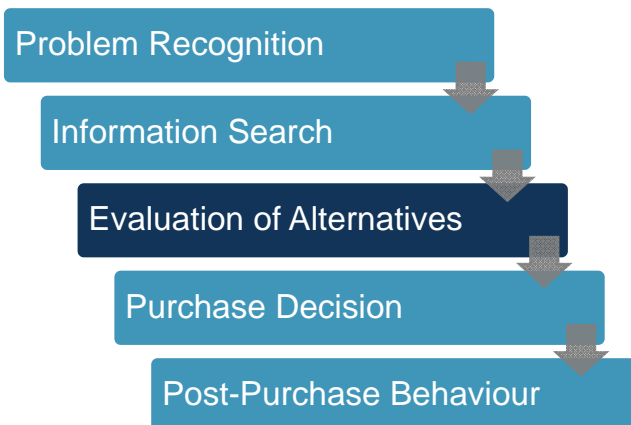 Problem Recognition
Information Search
Evaluation of Alternatives
Purchase Decision
Post-Purchase Behaviour